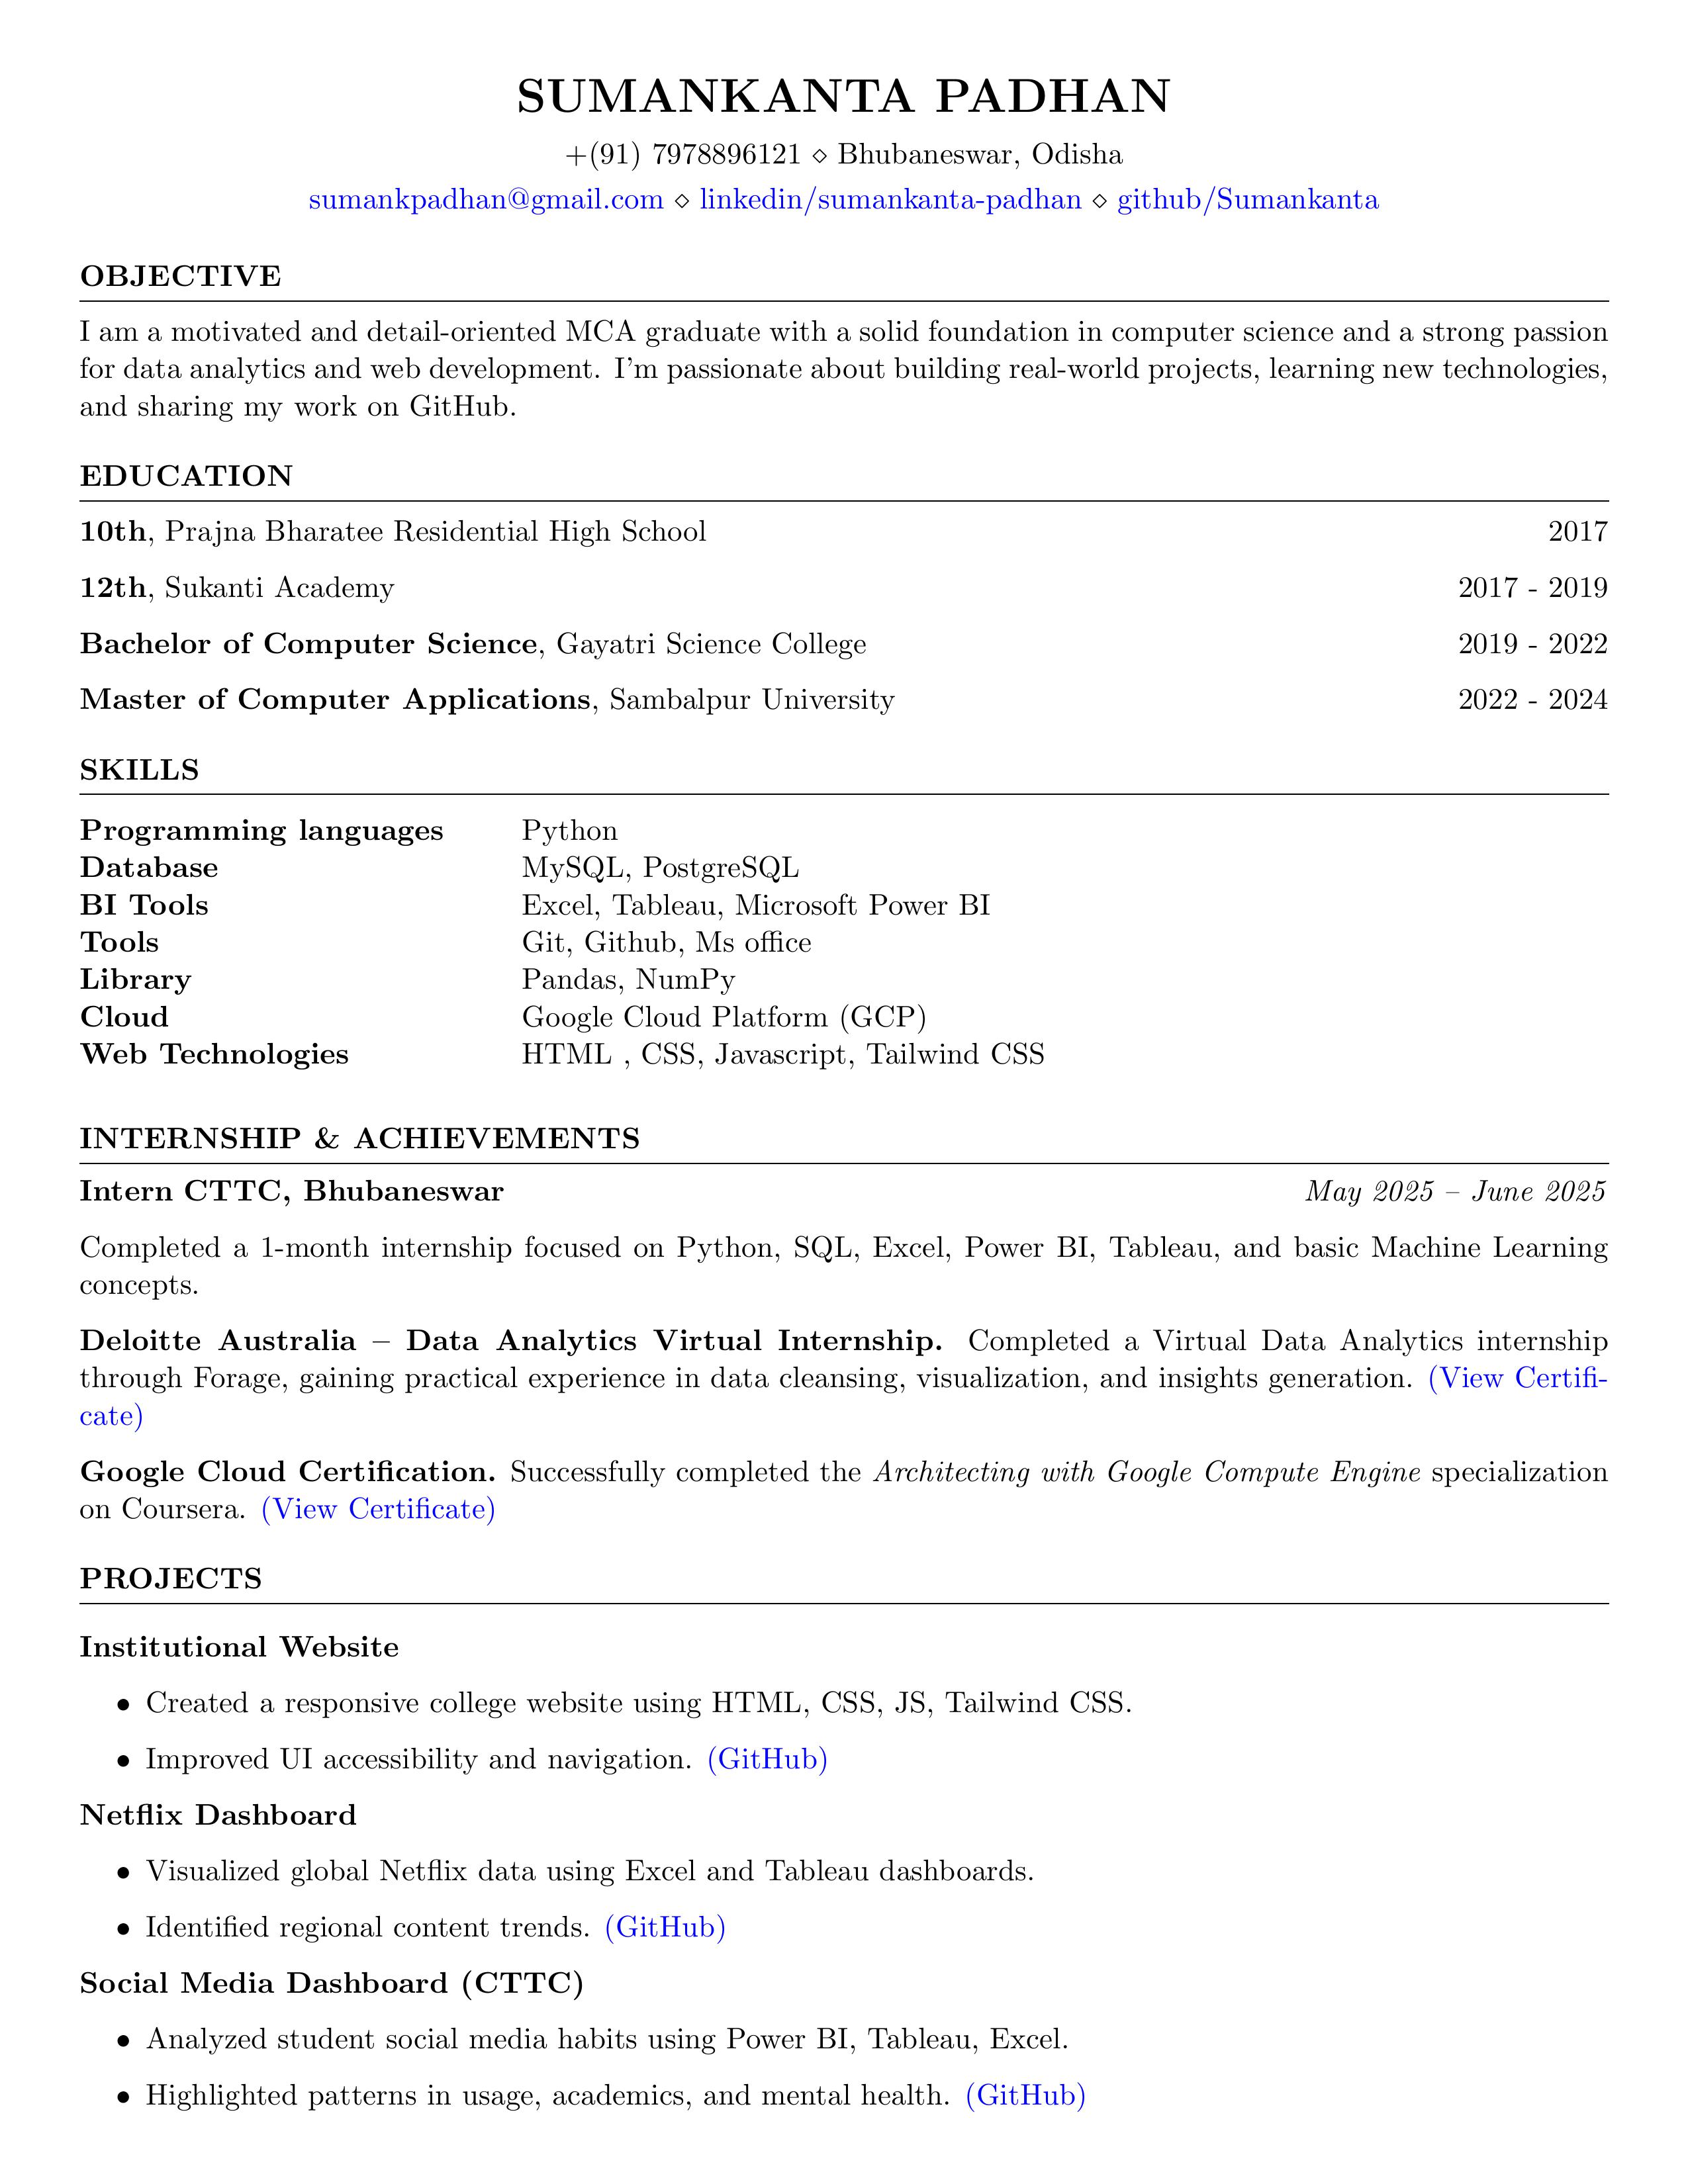 SUMANKANTA PADHAN
+(91) 7978896121 ⋄ Bhubaneswar, Odisha
sumankpadhan@gmail.com ⋄ linkedin/sumankanta-padhan ⋄ github/Sumankanta
OBJECTIVE
I am a motivated and detail-oriented MCA graduate with a solid foundation in computer science and a strong passion
for data analytics and web development. I'm passionate about building real-world projects, learning new technologies,
and sharing my work on GitHub.
EDUCATION
10th, Prajna Bharatee Residential High School 2017
12th, Sukanti Academy 2017 - 2019
Bachelor of Computer Science, Gayatri Science College 2019 - 2022
Master of Computer Applications, Sambalpur University 2022 - 2024
SKILLS
Programming languages Python
Database MySQL, PostgreSQL
BI Tools Excel, Tableau, Microsoft Power BI
Tools Git, Github, Ms office
Library Pandas, NumPy
Cloud Google Cloud Platform (GCP)
Web Technologies HTML , CSS, Javascript, Tailwind CSS
INTERNSHIP & ACHIEVEMENTS
Intern CTTC, Bhubaneswar May 2025 – June 2025
Completed a 1-month internship focused on Python, SQL, Excel, Power BI, Tableau, and basic Machine Learning
concepts.
Deloitte Australia – Data Analytics Virtual Internship. Completed a Virtual Data Analytics internship
through Forage, gaining practical experience in data cleansing, visualization, and insights generation. (View Certifi-
cate)
Google Cloud Certification. Successfully completed the Architecting with Google Compute Engine specialization
on Coursera. (View Certificate)
PROJECTS
Institutional Website
• Created a responsive college website using HTML, CSS, JS, Tailwind CSS.
• Improved UI accessibility and navigation. (GitHub)
Netflix Dashboard
• Visualized global Netflix data using Excel and Tableau dashboards.
• Identified regional content trends. (GitHub)
Social Media Dashboard (CTTC)
• Analyzed student social media habits using Power BI, Tableau, Excel.
• Highlighted patterns in usage, academics, and mental health. (GitHub)